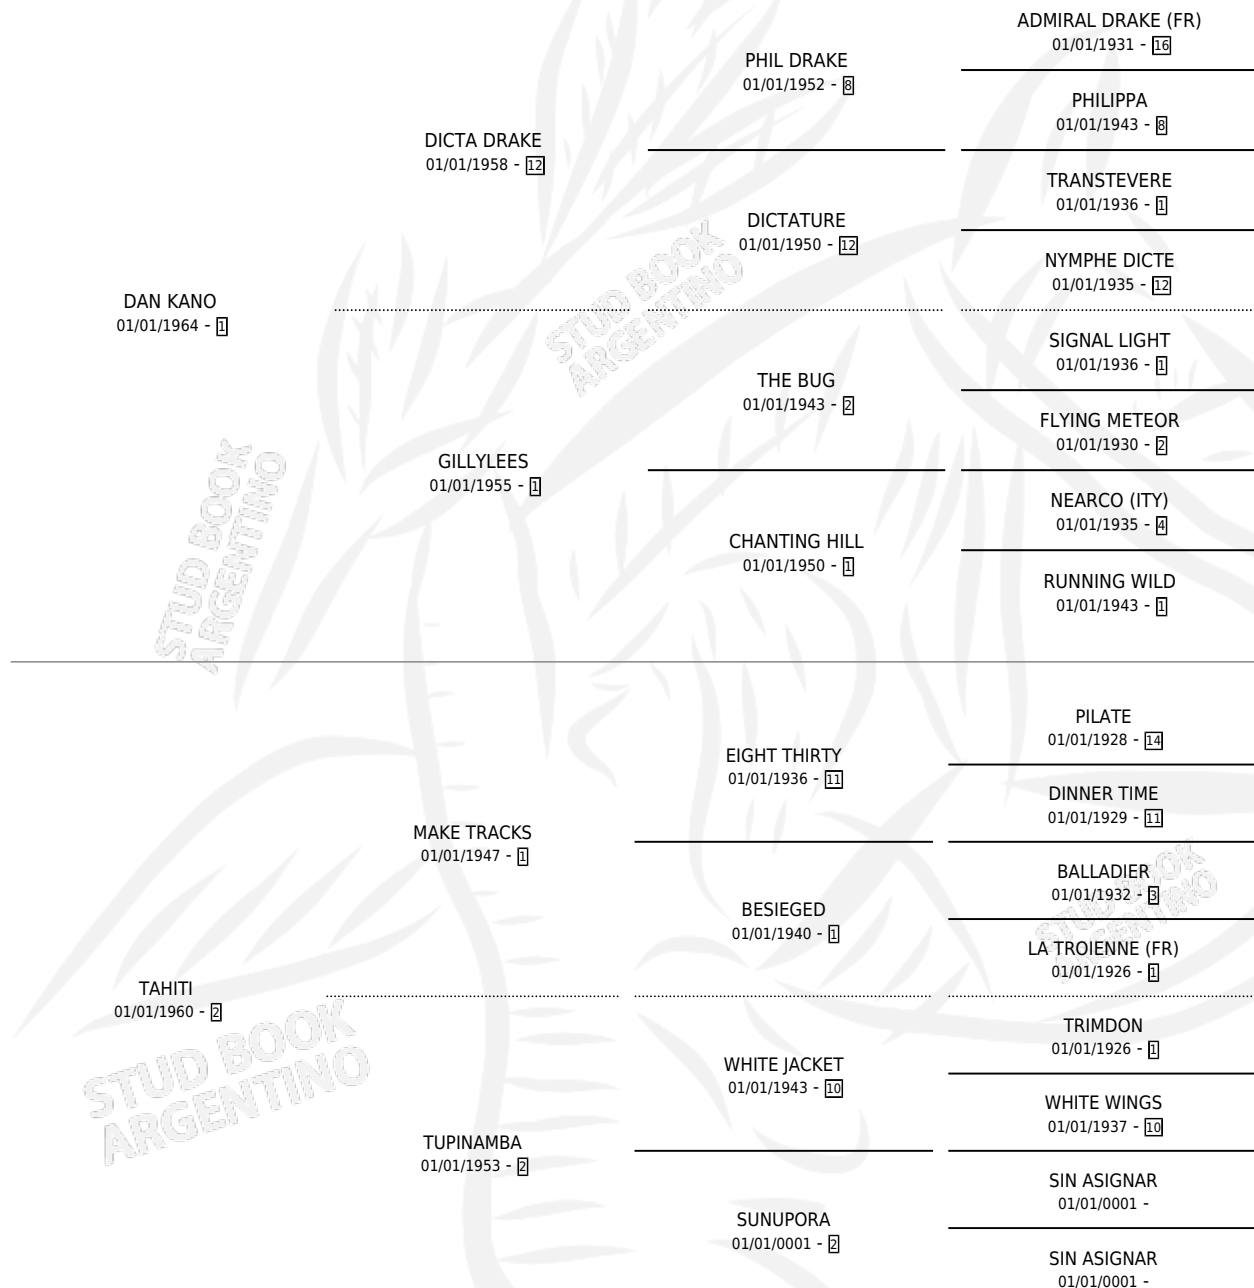 DAN KANO
01/01/1964 - 1
DICTA DRAKE
01/01/1958 - 12
PHIL DRAKE
01/01/1952 - 8
ADMIRAL DRAKE (FR)
01/01/1931 - 16
PHILIPPA
01/01/1943 - 8
DICTATURE
01/01/1950 - 12
TRANSTEVERE
01/01/1936 - 1
NYMPHE DICTE
01/01/1935 - 12
GILLYLEES
01/01/1955 - 1
THE BUG
01/01/1943 - 2
SIGNAL LIGHT
01/01/1936 - 1
FLYING METEOR
01/01/1930 - 2
CHANTING HILL
01/01/1950 - 1
NEARCO (ITY)
01/01/1935 - 4
RUNNING WILD
01/01/1943 - 1
TAHITI
01/01/1960 - 2
MAKE TRACKS
01/01/1947 - 1
EIGHT THIRTY
01/01/1936 - 11
PILATE
01/01/1928 - 14
DINNER TIME
01/01/1929 - 11
BESIEGED
01/01/1940 - 1
BALLADIER
01/01/1932 - 3
LA TROIENNE (FR)
01/01/1926 - 1
TUPINAMBA
01/01/1953 - 2
WHITE JACKET
01/01/1943 - 10
TRIMDON
01/01/1926 - 1
WHITE WINGS
01/01/1937 - 10
SUNUPORA
01/01/0001 - 2
SIN ASIGNAR
01/01/0001 -
SIN ASIGNAR
01/01/0001 -
STUD BOOK
ARGENTINO
STUD BOOK
ARGENTINO
STUD BOOK
ARGENTINO
STUD BOOK
ARGENTINO